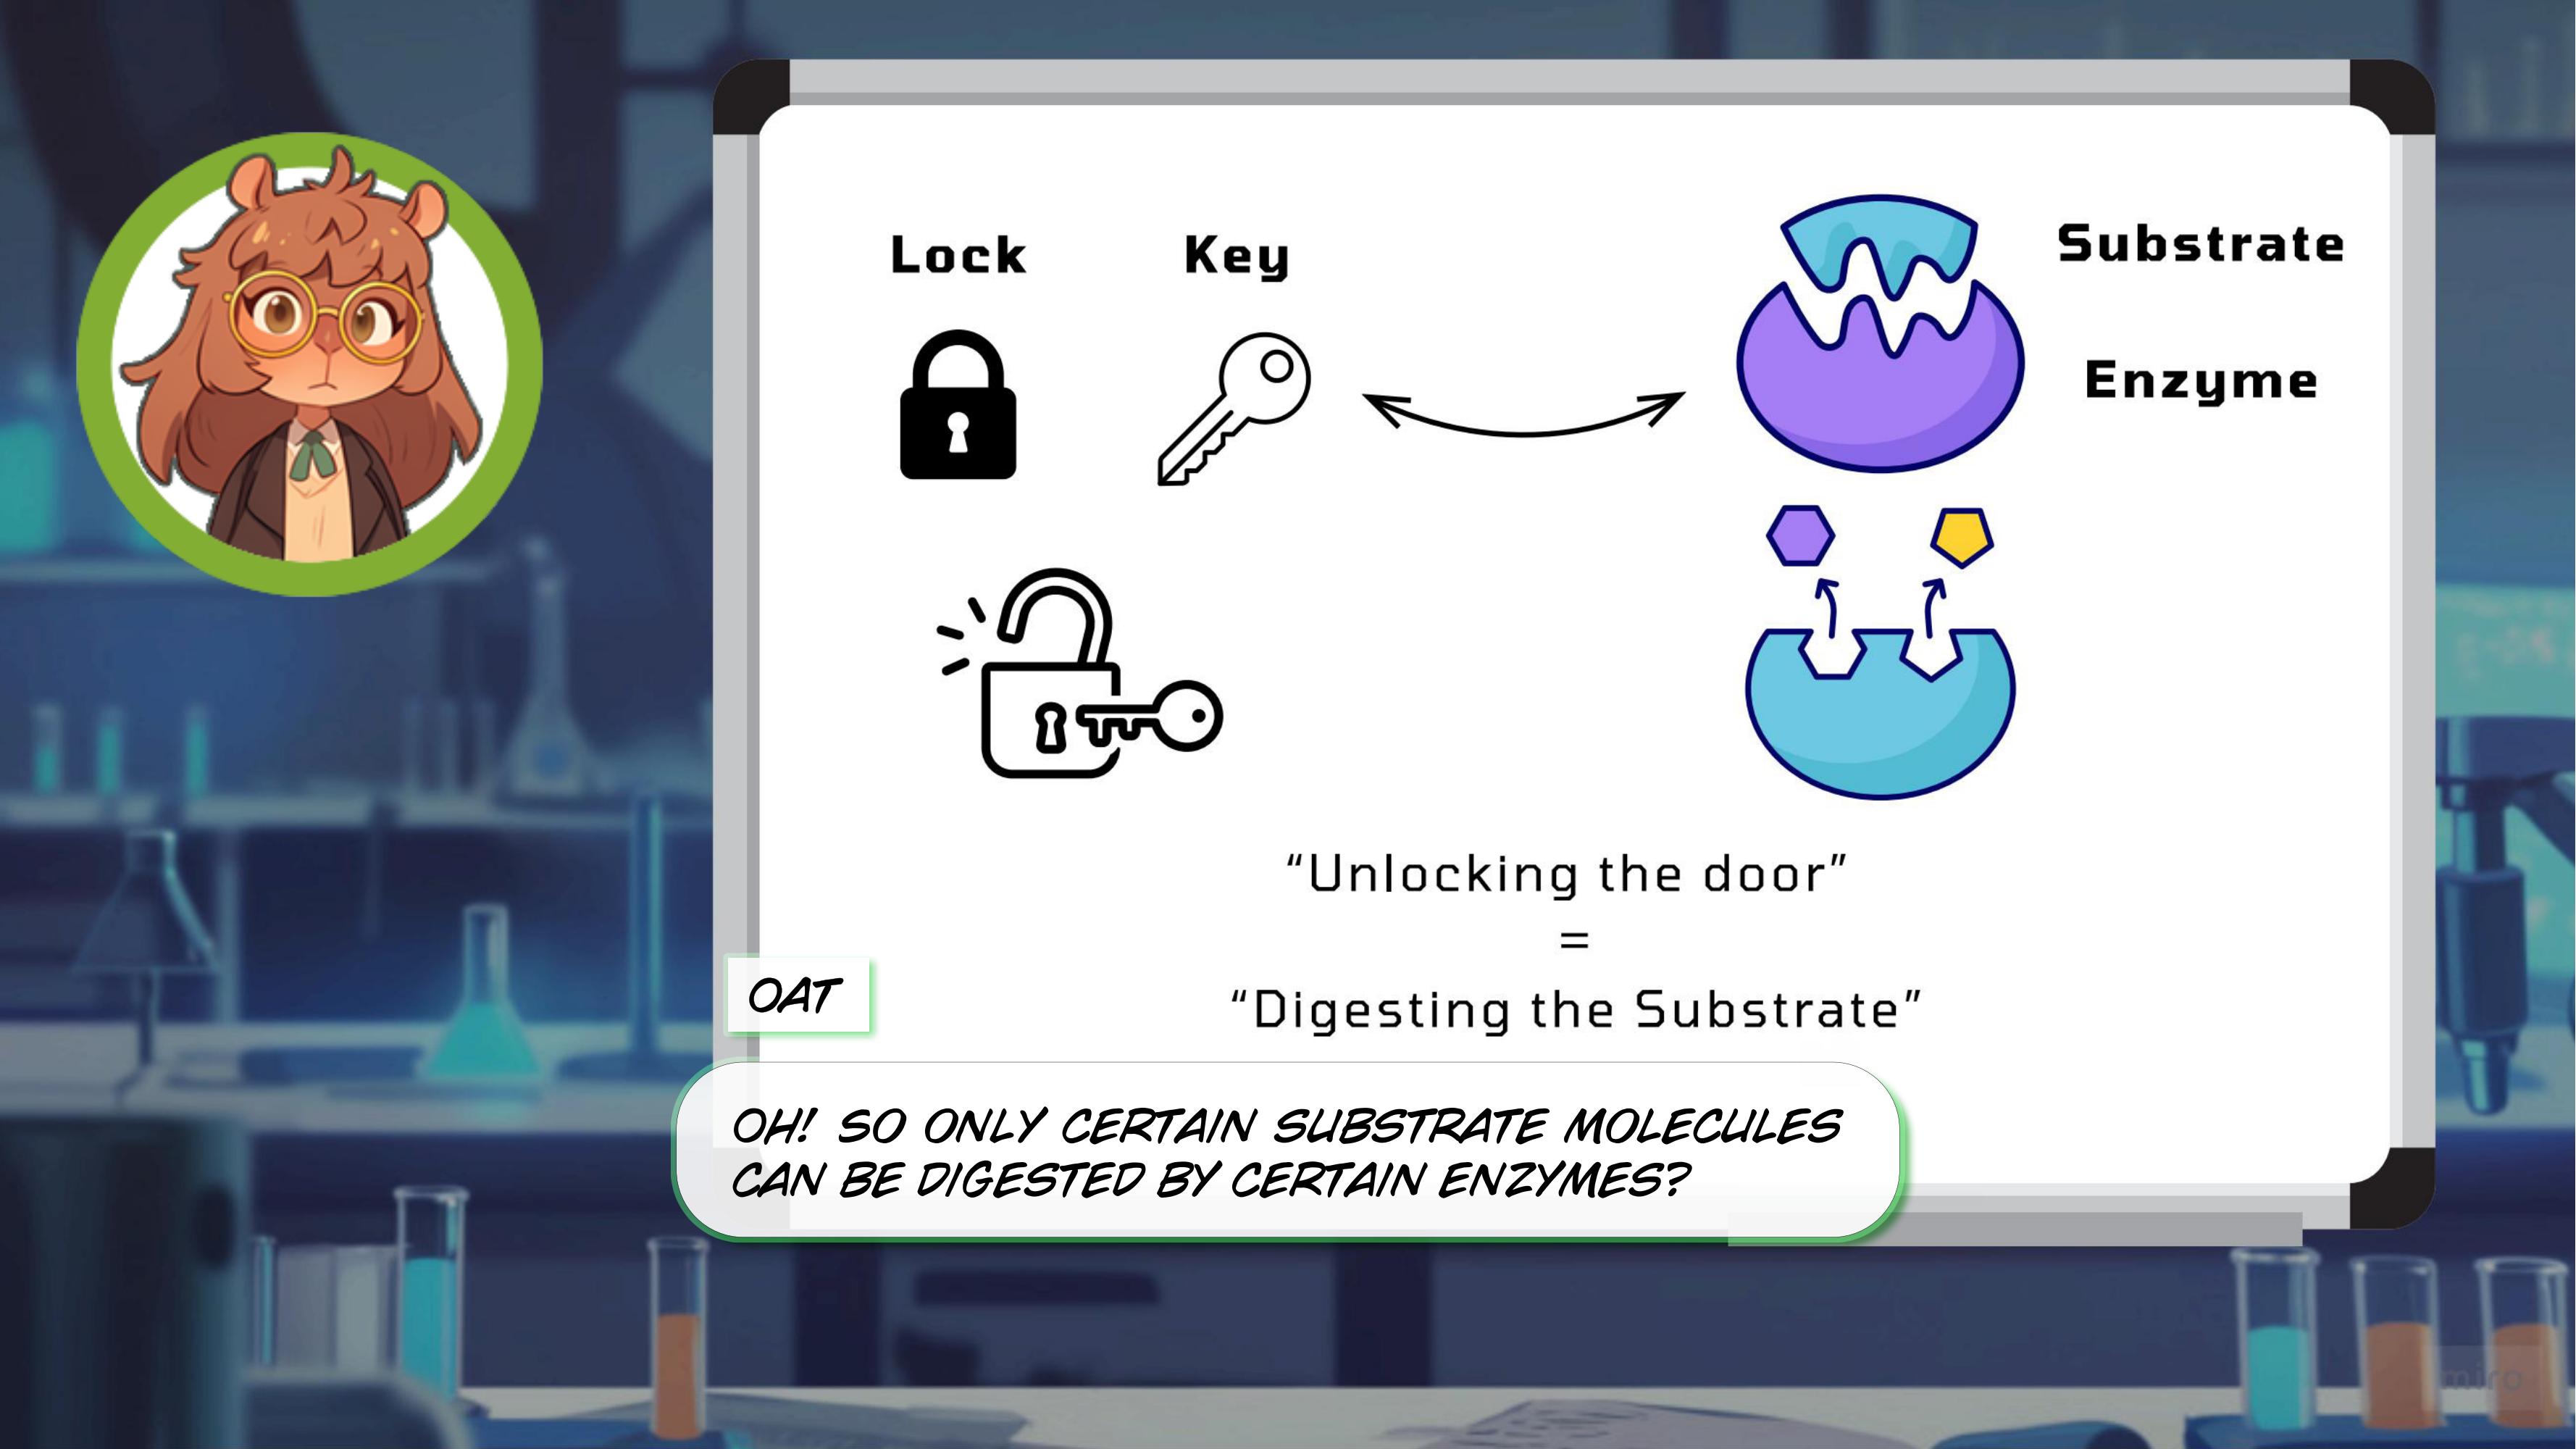 Lock
Key
Substrate
Enzyme
“Unlocking the door”
=
“Digesting the Substrate”
OAT
OH! SO ONLY CERTAIN SUBSTRATE MOLECULES
CAN BE DIGESTED BY CERTAIN ENZYMES?
miro